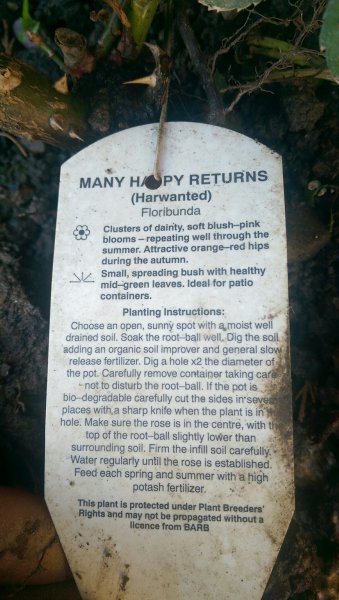 MANY HAPPY RETURNS
(Harwanted)
Floribunda
Clusters of dainty, soft blush-pink
blooms – repeating well through the
summer. Attractive orange-red hips
during the autumn.
Small, spreading bush with healthy
mid-green leaves. Ideal for patio
containers.
Planting Instructions:
Choose an open, sunny spot with a moist well
drained soil. Soak the root-ball well. Dig the soil
adding an organic soil improver and general slow
release fertilizer. Dig a hole x2 the diameter of
the pot. Carefully remove container taking care
not to disturb the root-ball. If the pot is
bio-degradable carefully cut the sides in several
places with a sharp knife when the plant is in the
hole. Make sure the rose is in the centre, with the
top of the root-ball slightly lower than
surrounding soil. Firm the infill soil carefully.
Water regularly until the rose is established.
Feed each spring and summer with a high
potash fertilizer.
This plant is protected under Plant Breeders'
Rights and may not be propagated without a
licence from BARB